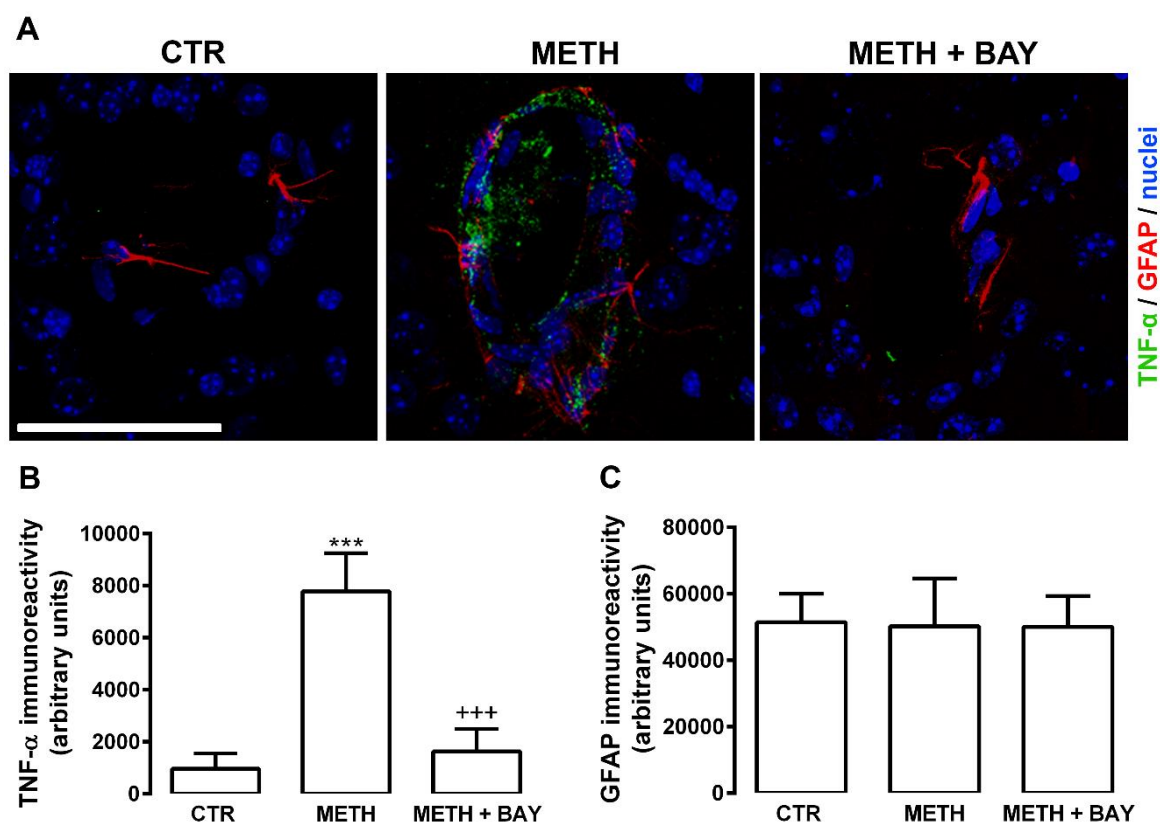 A
CTR
METH
METH + BAY
TNF-α / GFAP / nuclei
B
TNF-α immunoreactivity
(arbitrary units)
10000
8000
6000
4000
2000
0
***
+++
CTR
METH
METH + BAY
C
GFAP immunoreactivity
(arbitrary units)
80000
60000
40000
20000
0
CTR
METH
METH + BAY